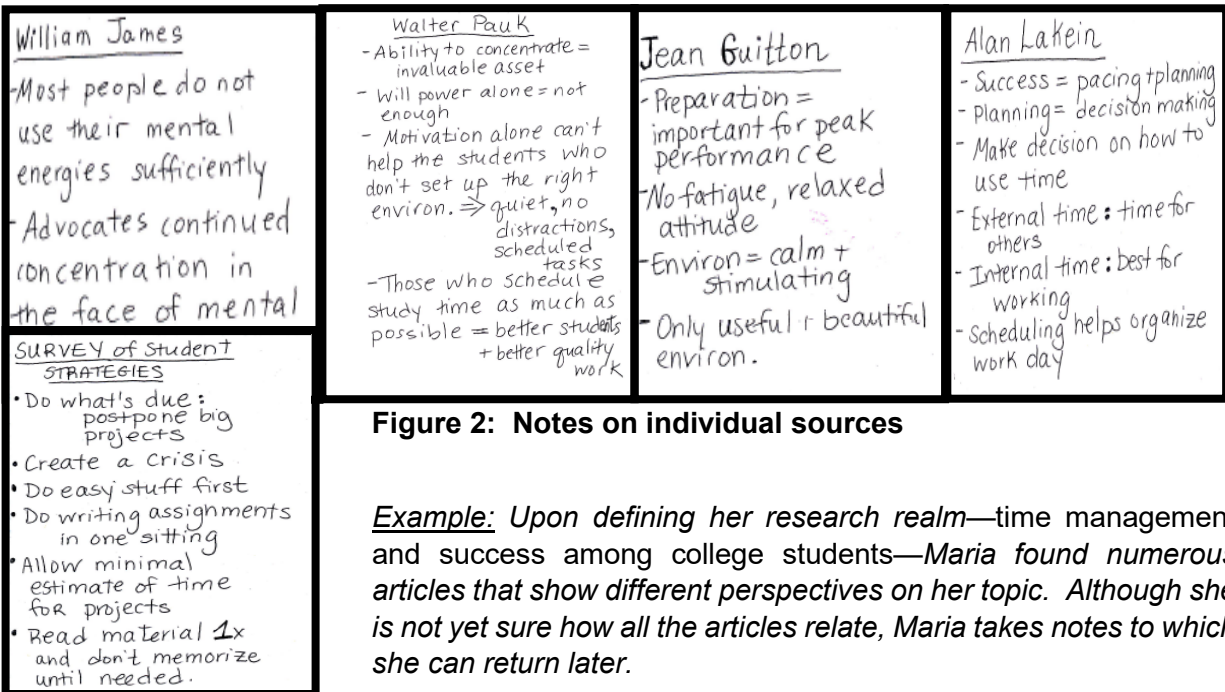 William James
-Most people do not
use their mental
energies sufficiently
-Advocates continued
concentration in
the face of mental
Walter Pauk
-Ability to concentrate =
invaluable asset
- Will power alone = not
enough
- Motivation alone can't
help the students who
don't set up the right
environ. ⇒ quiet, no
distractions,
scheduled
tasks
-Those who schedule
study time as much as
possible = better students
+ better quality
work
Jean Guitton
-Preparation =
important for peak
performance
-No fatigue, relaxed
attitude
-Environ = calm +
stimulating
-Only useful + beautiful
environ.
Alan Lakein
- Success = pacing + planning
- Planning = decision making
- Make decision on how to
use time
- External time: time for
others
- Internal time: best for
working
- Scheduling helps organize
work day
SURVEY of Student
STRATEGIES
• Do what's due:
postpone big
projects
• Create a crisis
• Do easy stuff first
• Do writing assignments
in one sitting
• Allow minimal
estimate of time
foR projects
• Read material 1x
and don't memorize
until needed.
Figure 2: Notes on individual sources
Example: Upon defining her research realm—time management
and success among college students—Maria found numerous
articles that show different perspectives on her topic. Although she
is not yet sure how all the articles relate, Maria takes notes to which
she can return later.